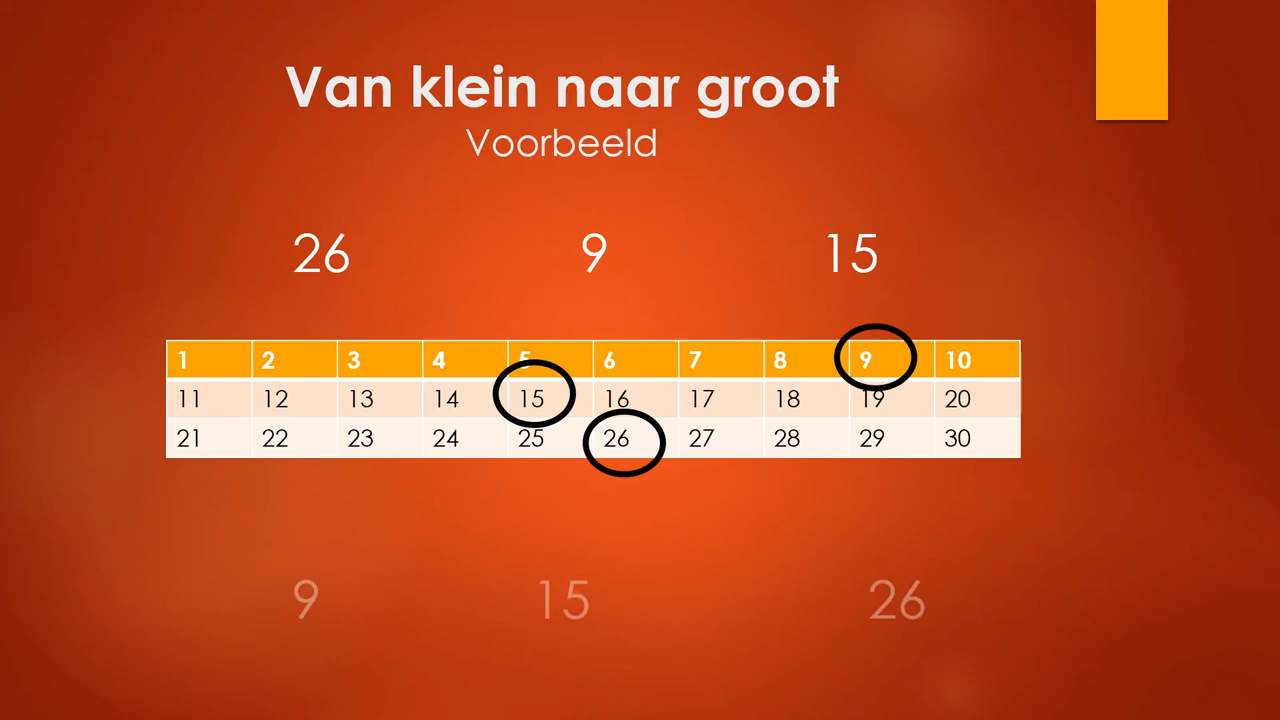 Van klein naar groot
Voorbeeld
26 9 15
1 2 3 4 5 6 7 8 9 10
11 12 13 14 15 16 17 18 19 20
21 22 23 24 25 26 27 28 29 30
9 15 26